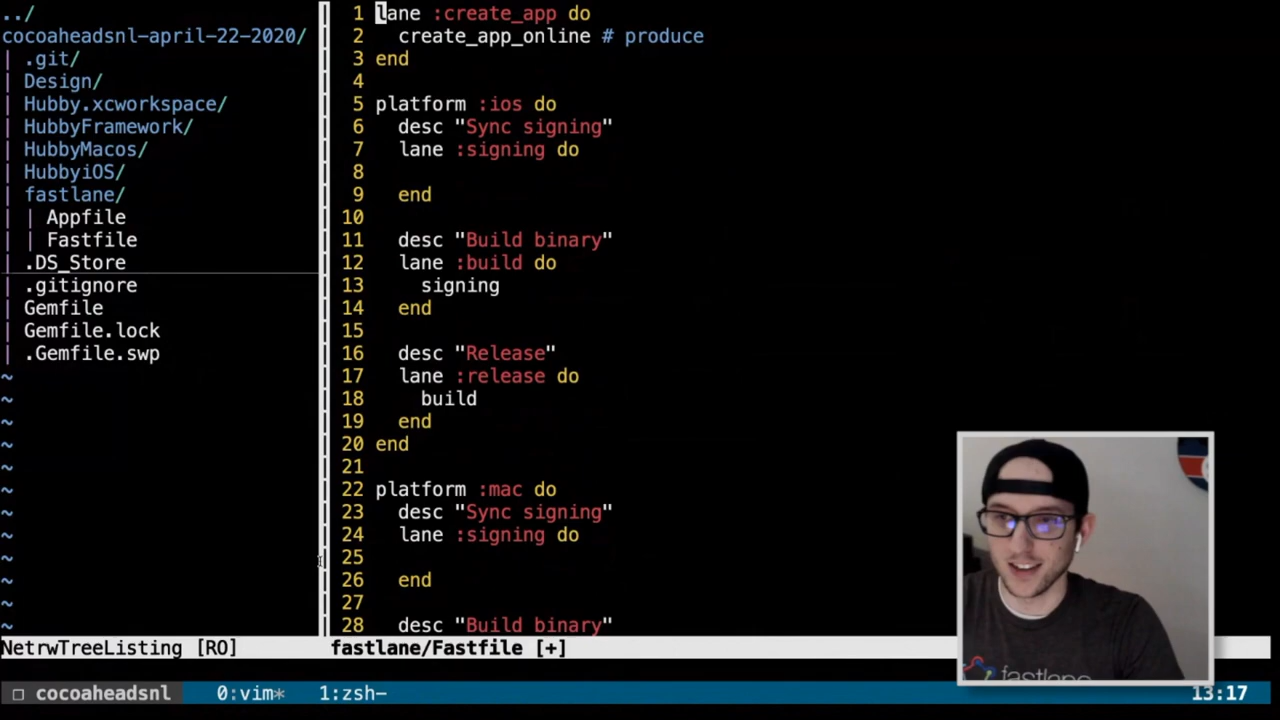 ../
cocoaheadsnl-april-22-2020/
| .git/
| Design/
| Hubby.xcworkspace/
| HubbyFramework/
| HubbyMacos/
| HubbyiOS/
| fastlane/
| | Appfile
| | Fastfile
| .DS_Store
| .gitignore
| Gemfile
| Gemfile.lock
| .Gemfile.swp
~
~
~
~
~
~
~
~
~
~
~
~
NetrwTreeListing [RO]
1 lane :create_app do
2 create_app_online # produce
3 end
4
5 platform :ios do
6 desc "Sync signing"
7 lane :signing do
8
9 end
10
11 desc "Build binary"
12 lane :build do
13 signing
14 end
15
16 desc "Release"
17 lane :release do
18 build
19 end
20 end
21
22 platform :mac do
23 desc "Sync signing"
24 lane :signing do
25
26 end
27
28 desc "Build binary"
fastlane/Fastfile [+]
fastlane
cocoaheadsnl 0:vim* 1:zsh- 13:17